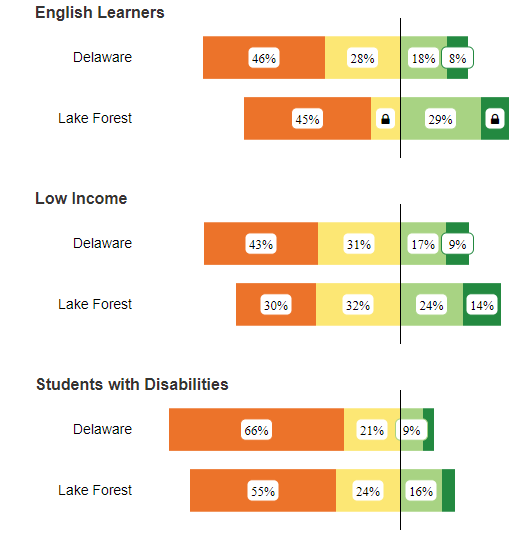 English Learners
Delaware 46% 28% 18% 8%
Lake Forest 45% 29%
Low Income
Delaware 43% 31% 17% 9%
Lake Forest 30% 32% 24% 14%
Students with Disabilities
Delaware 66% 21% 9%
Lake Forest 55% 24% 16%